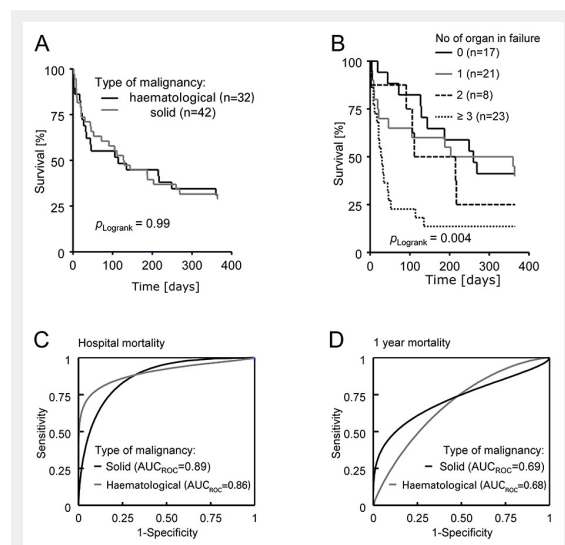 A
Type of malignancy:
haematological (n=32)
solid (n=42)
pLogrank = 0.99
Survival [%]
100
75
50
25
0
0 100 200 300 400
Time [days]
B
No of organ in failure
0 (n=17)
1 (n=21)
2 (n=8)
≥ 3 (n=23)
pLogrank = 0.004
Survival [%]
100
75
50
25
0
0 100 200 300 400
Time [days]
C
Hospital mortality
Sensitivity
1
0.75
0.50
0.25
0
Type of malignancy:
Solid (AUCROC=0.89)
Haematological (AUCROC=0.86)
0 0.25 0.50 0.75 1
1-Specificity
D
1 year mortality
Sensitivity
1
0.75
0.50
0.25
0
Type of malignancy:
Solid (AUCROC=0.69)
Haematological (AUCROC=0.68)
0 0.25 0.50 0.75 1
1-Specificity